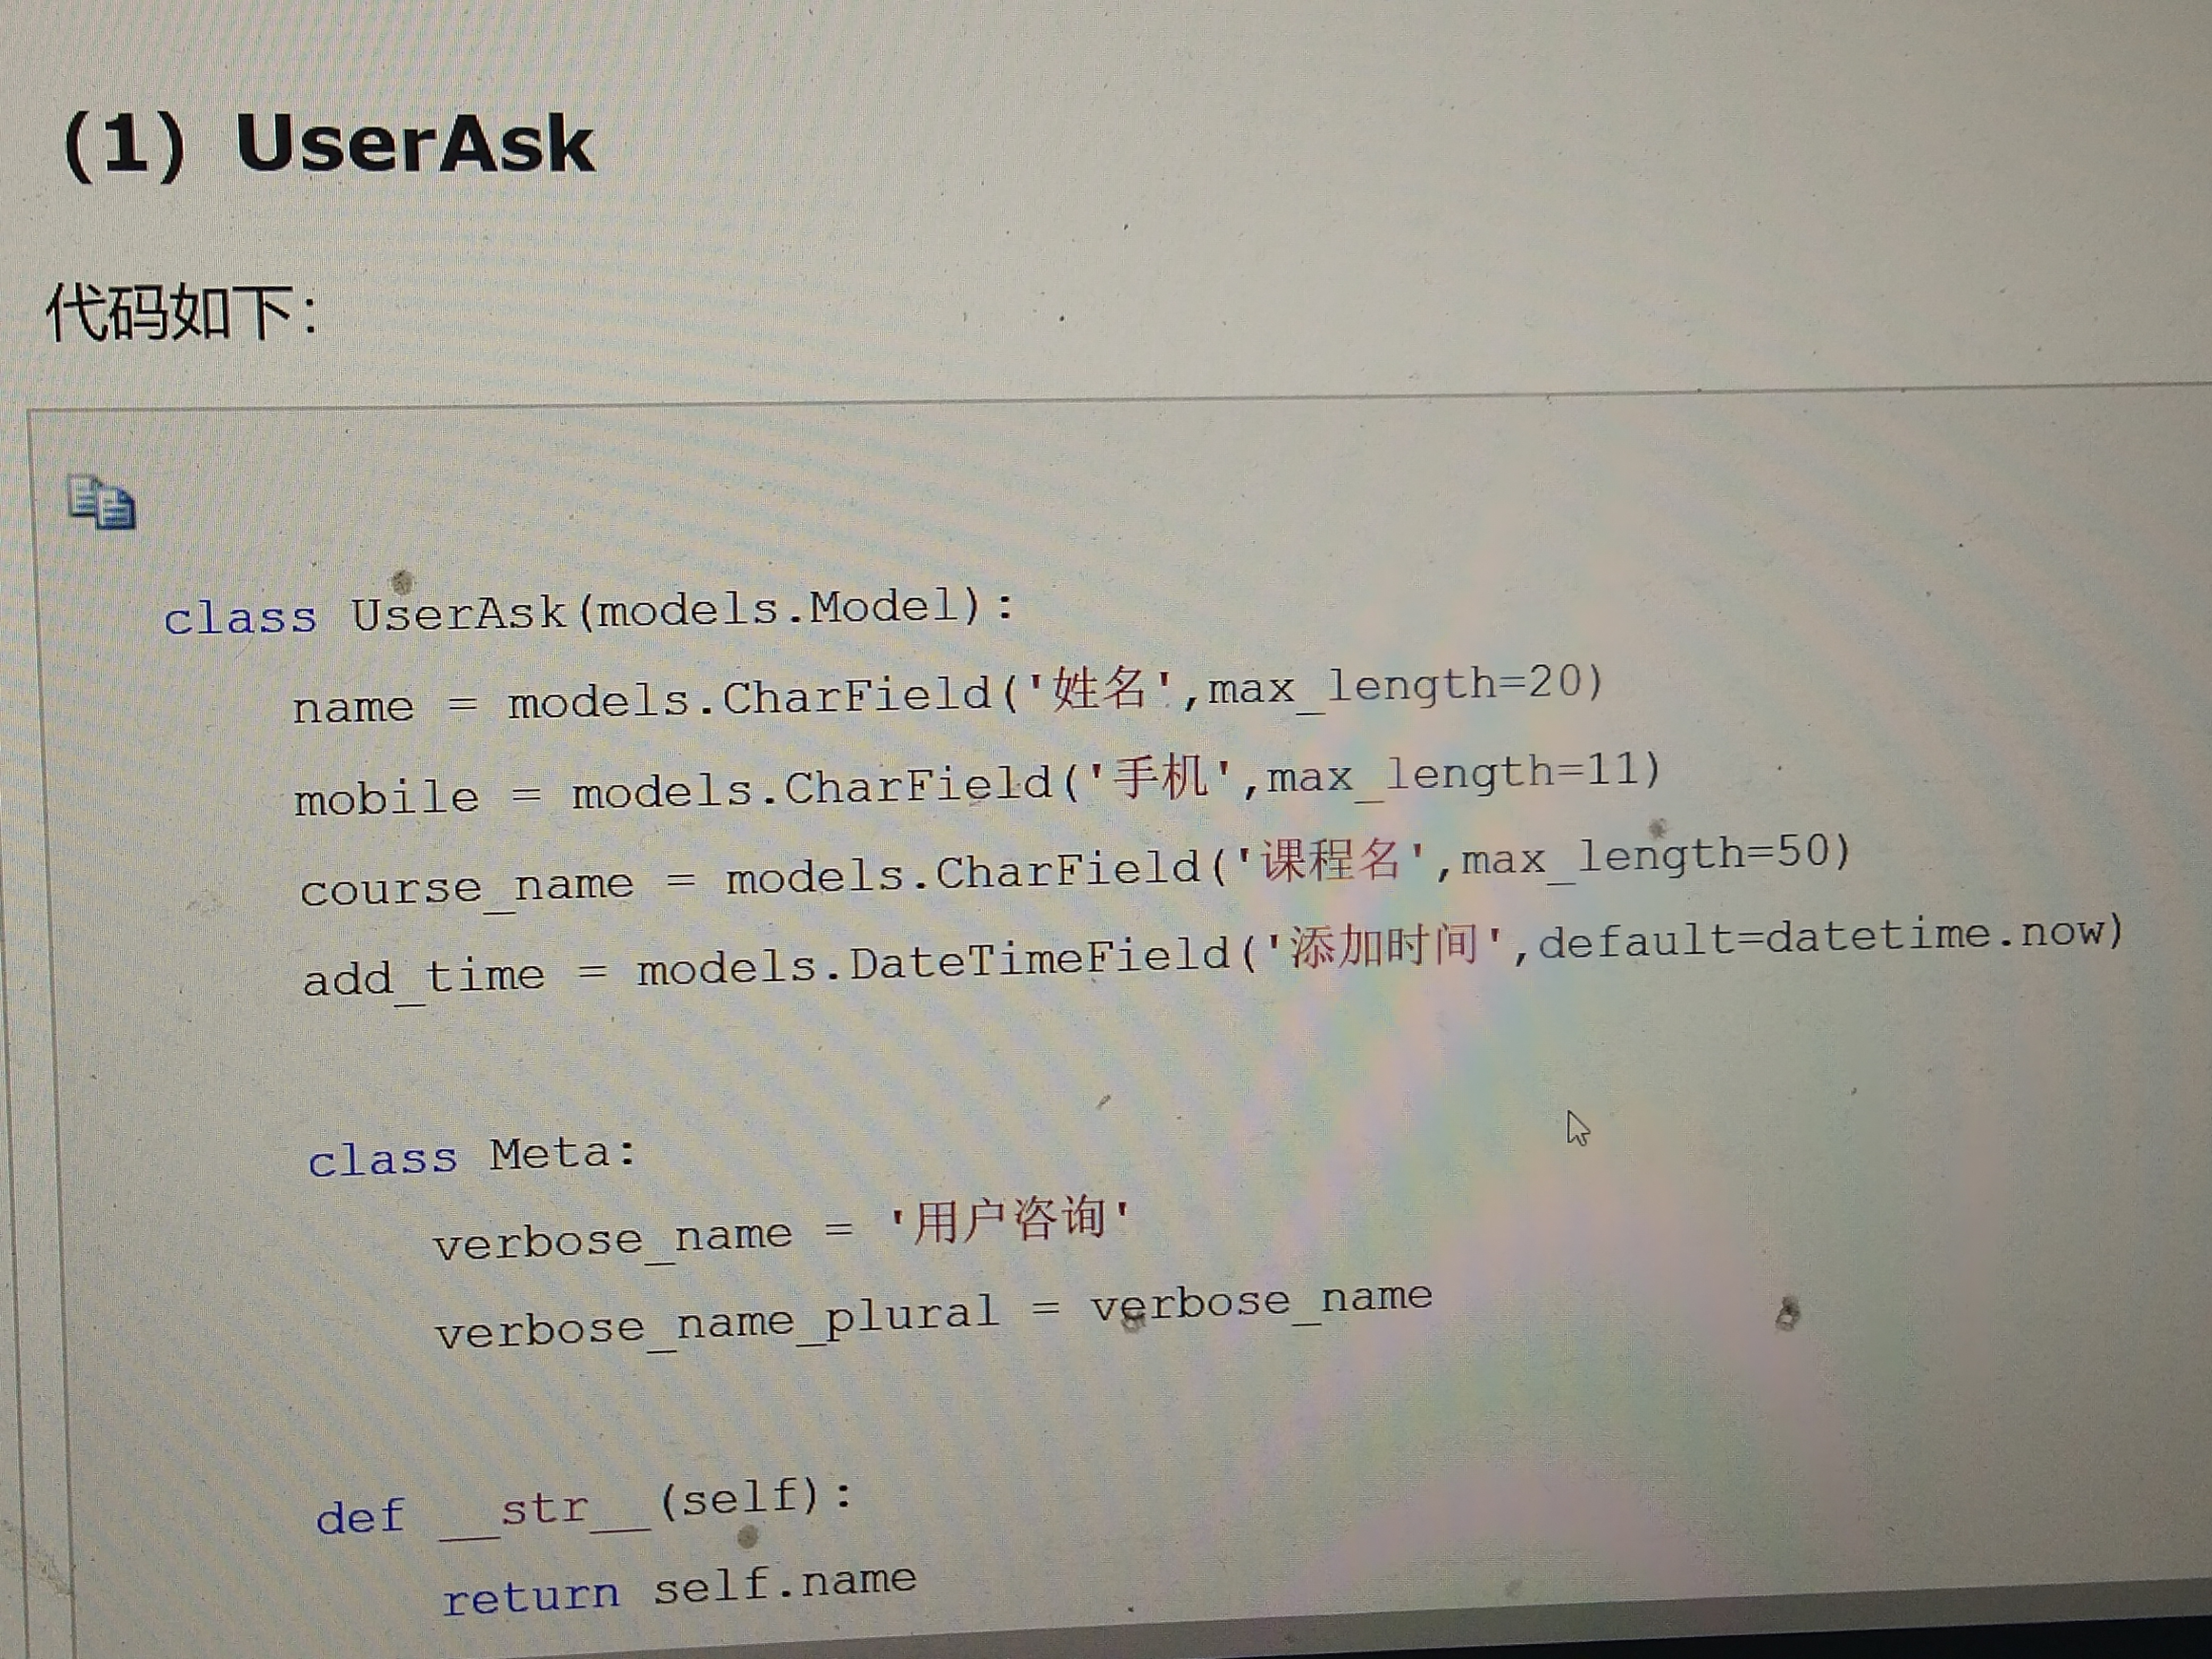 (1) UserAsk
代码如下：
class UserAsk(models.Model):
    name = models.CharField('姓名',max_length=20)
    mobile = models.CharField('手机',max_length=11)
    course_name = models.CharField('课程名',max_length=50)
    add_time = models.DateTimeField('添加时间',default=datetime.now)
    class Meta:
        verbose_name = '用户咨询'
        verbose_name_plural = verbose_name
    def __str__(self):
        return self.name